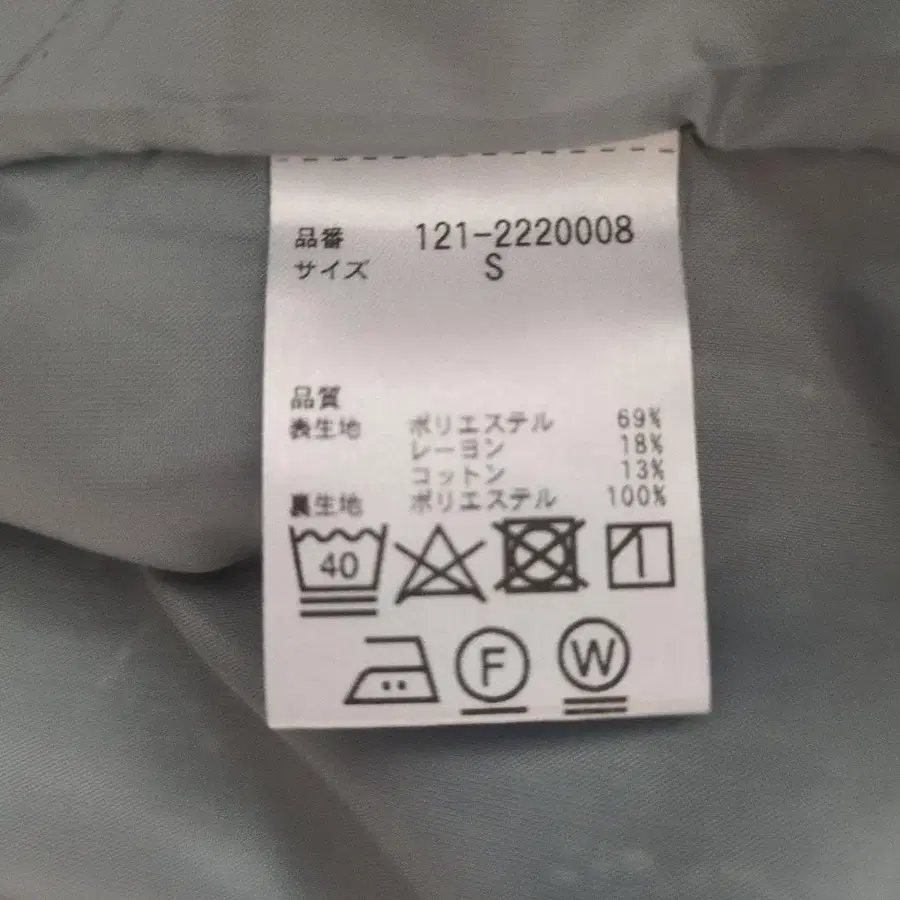 品番 121-2220008
サイズ S
品質
表生地 ポリエステル 69%
レーヨン 18%
コットン 13%
裏生地 ポリエステル 100%
40
F W